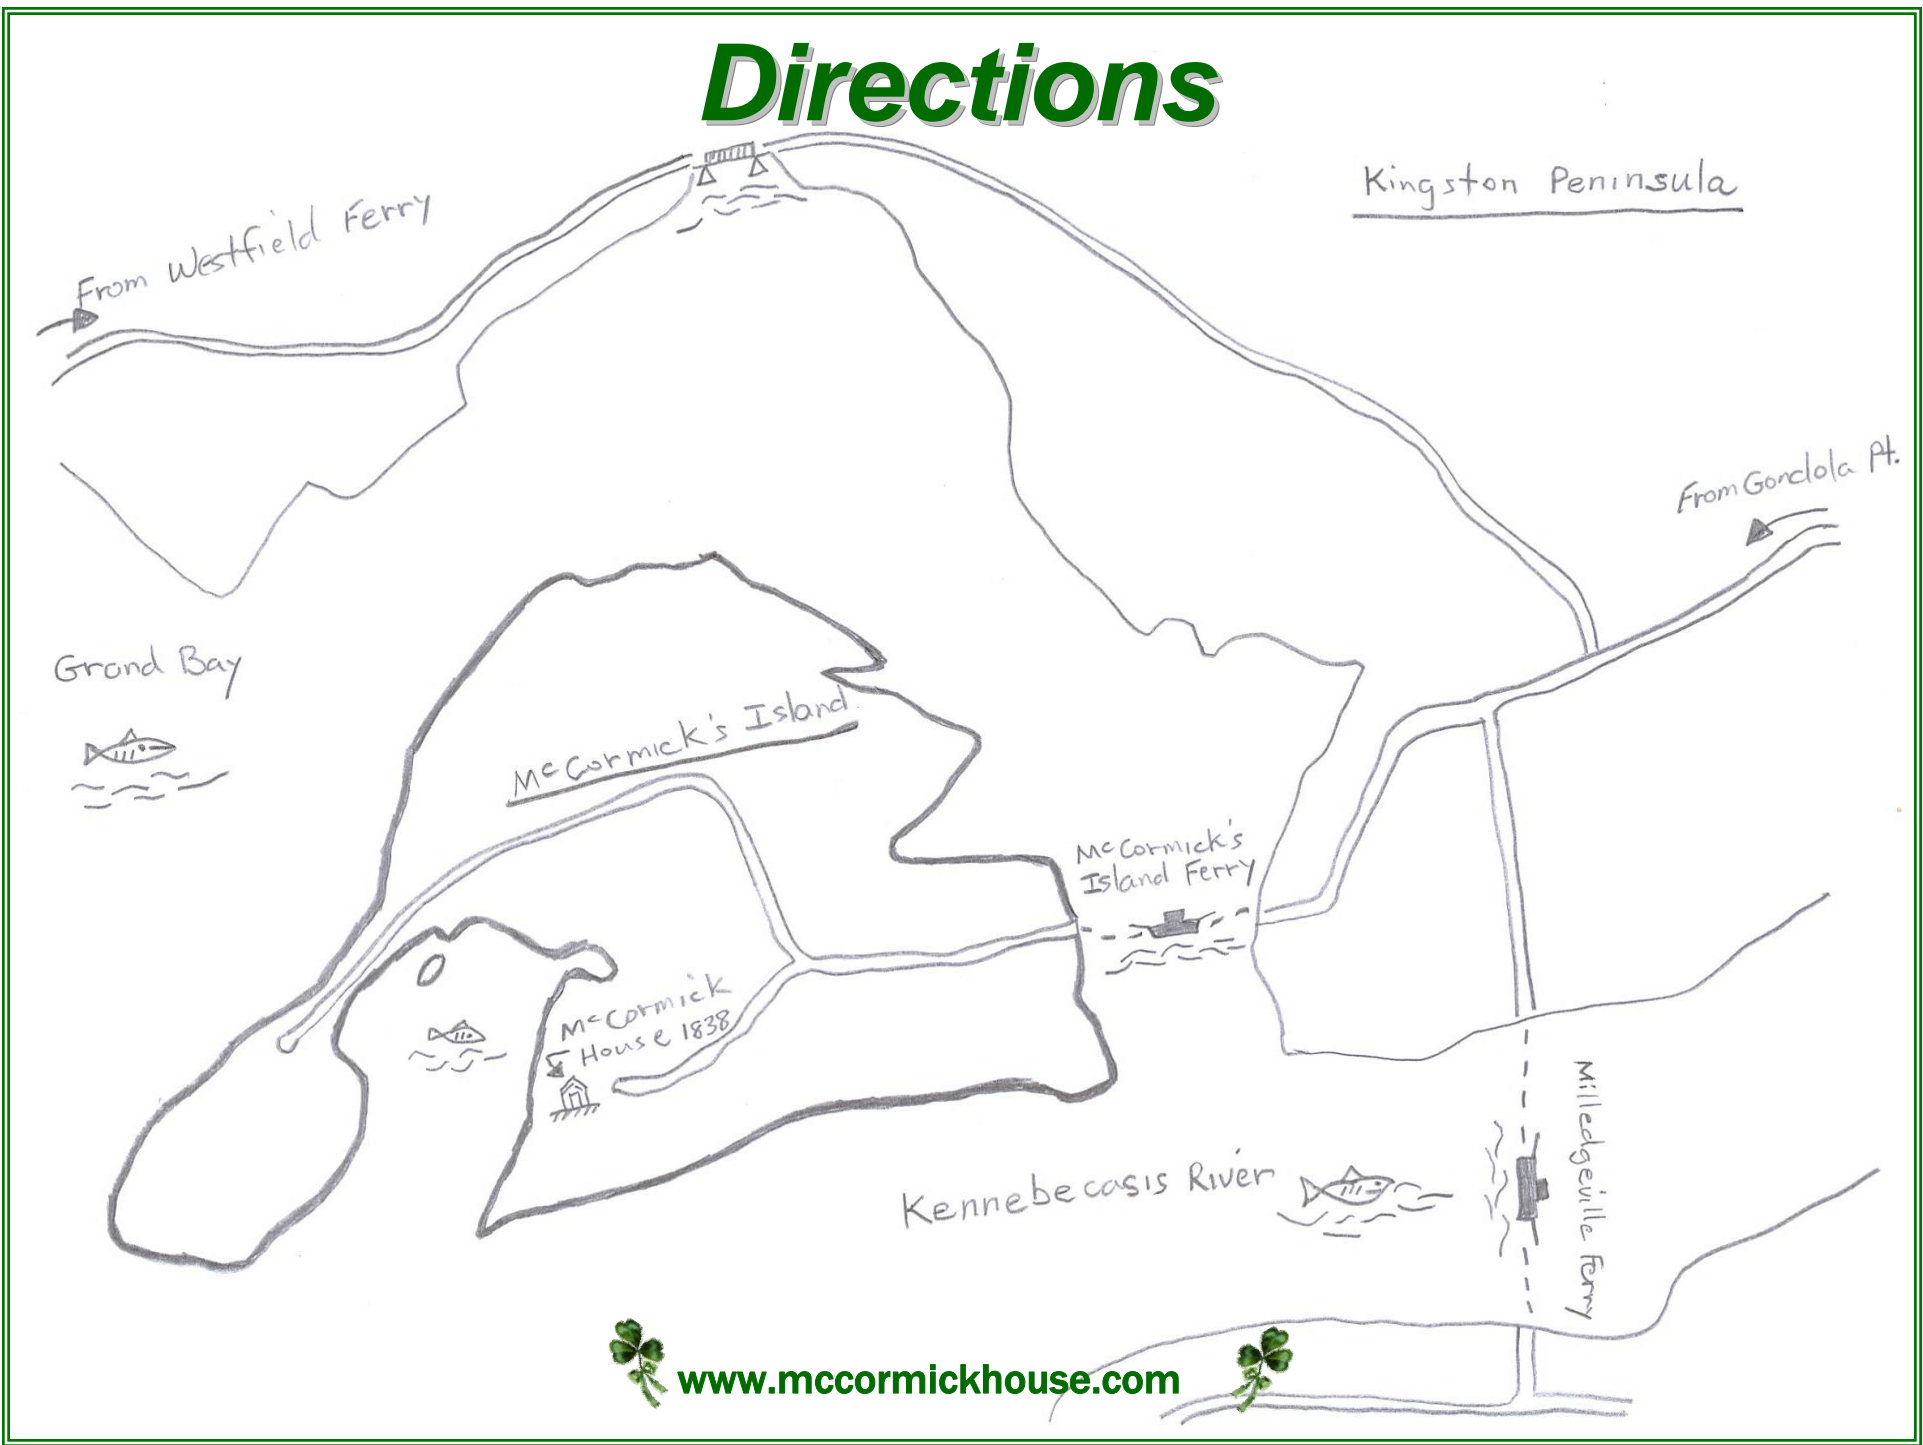 Directions
Kingston Peninsula
From Westfield Ferry
From Gondola Pt.
Grand Bay
McCormick's Island
McCormick's
Island Ferry
McCormick
House 1838
Milledgeville Ferry
Kennebecasis River
www.mccormickhouse.com